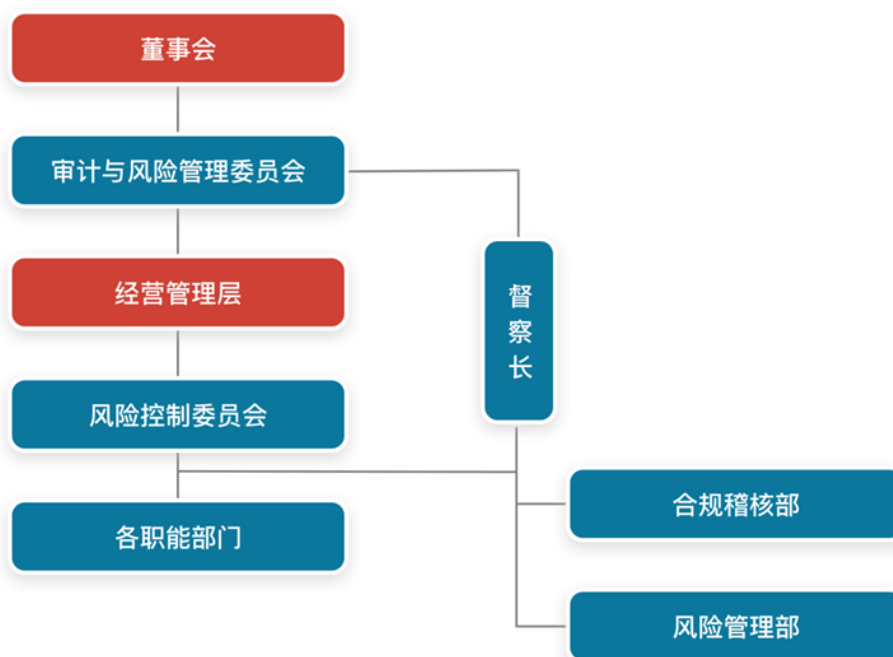 董事会
审计与风险管理委员会
经营管理层
督察长
风险控制委员会
合规稽核部
各职能部门
风险管理部